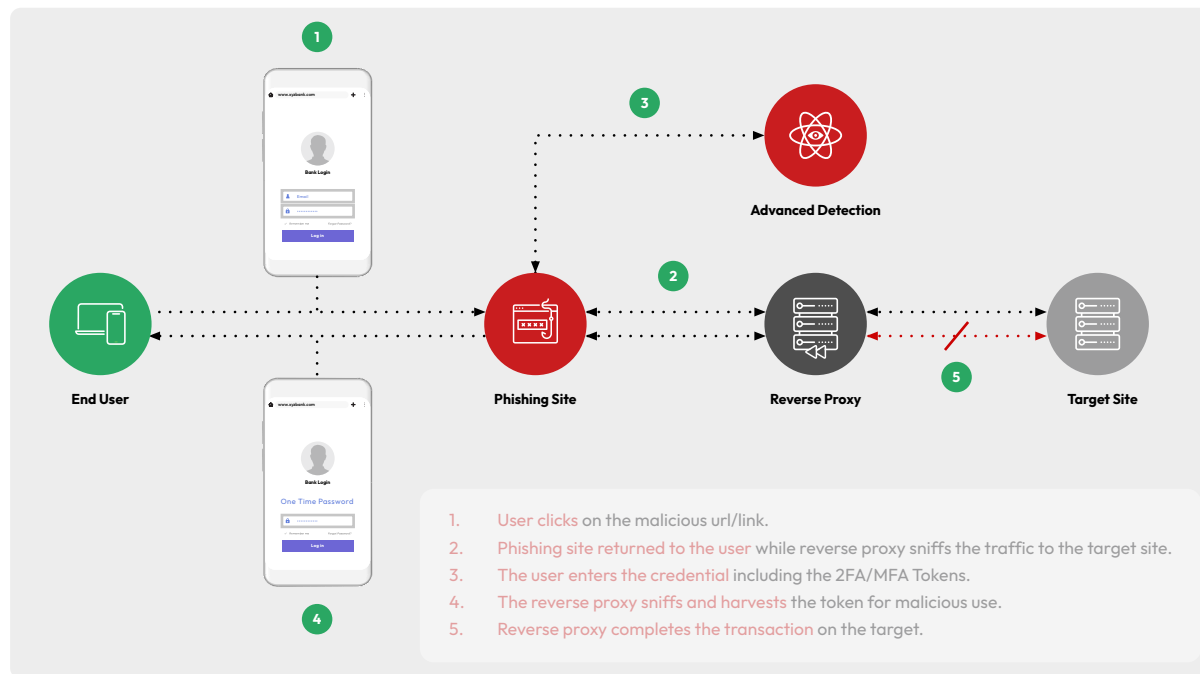 1
www.xyzbank.com
Bank Login
Email
Log in
3
Advanced Detection
2
End User
Phishing Site
Reverse Proxy
5
Target Site
www.xyzbank.com
Bank Login
One Time Password
Log in
4
1. User clicks on the malicious url/link.
2. Phishing site returned to the user while reverse proxy sniffs the traffic to the target site.
3. The user enters the credential including the 2FA/MFA Tokens.
4. The reverse proxy sniffs and harvests the token for malicious use.
5. Reverse proxy completes the transaction on the target.